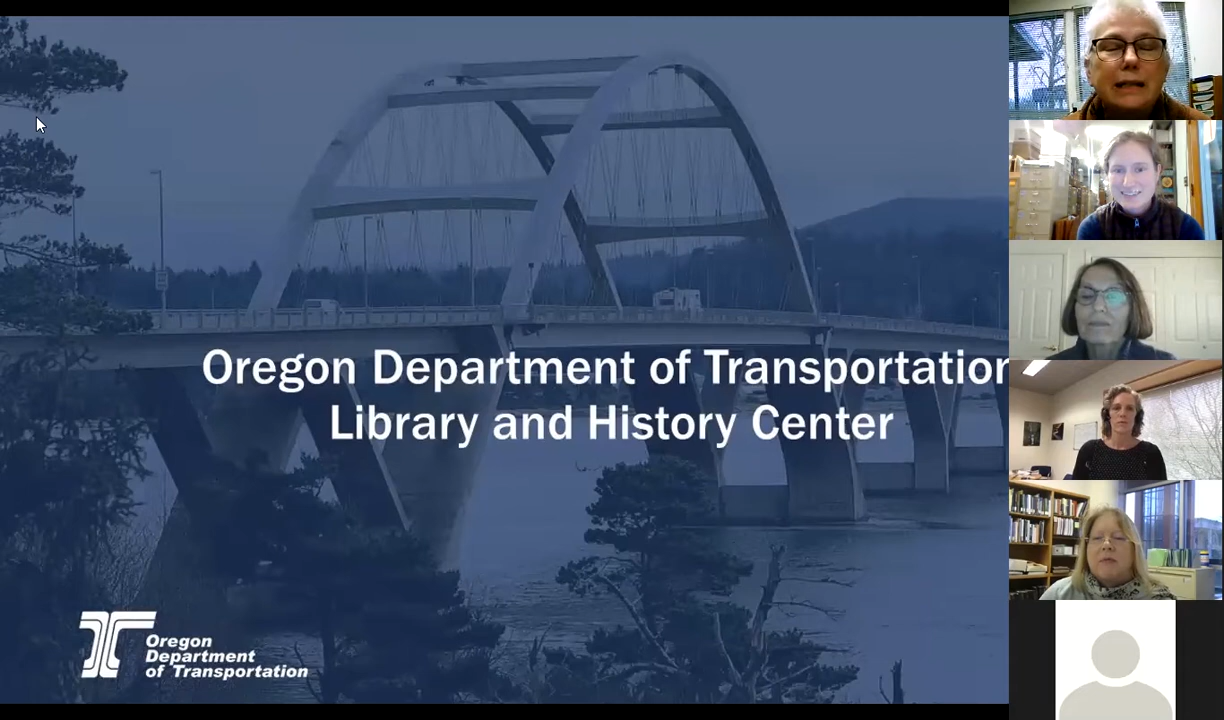 Oregon Department of Transportation
Library and History Center
Oregon
Department
of Transportation